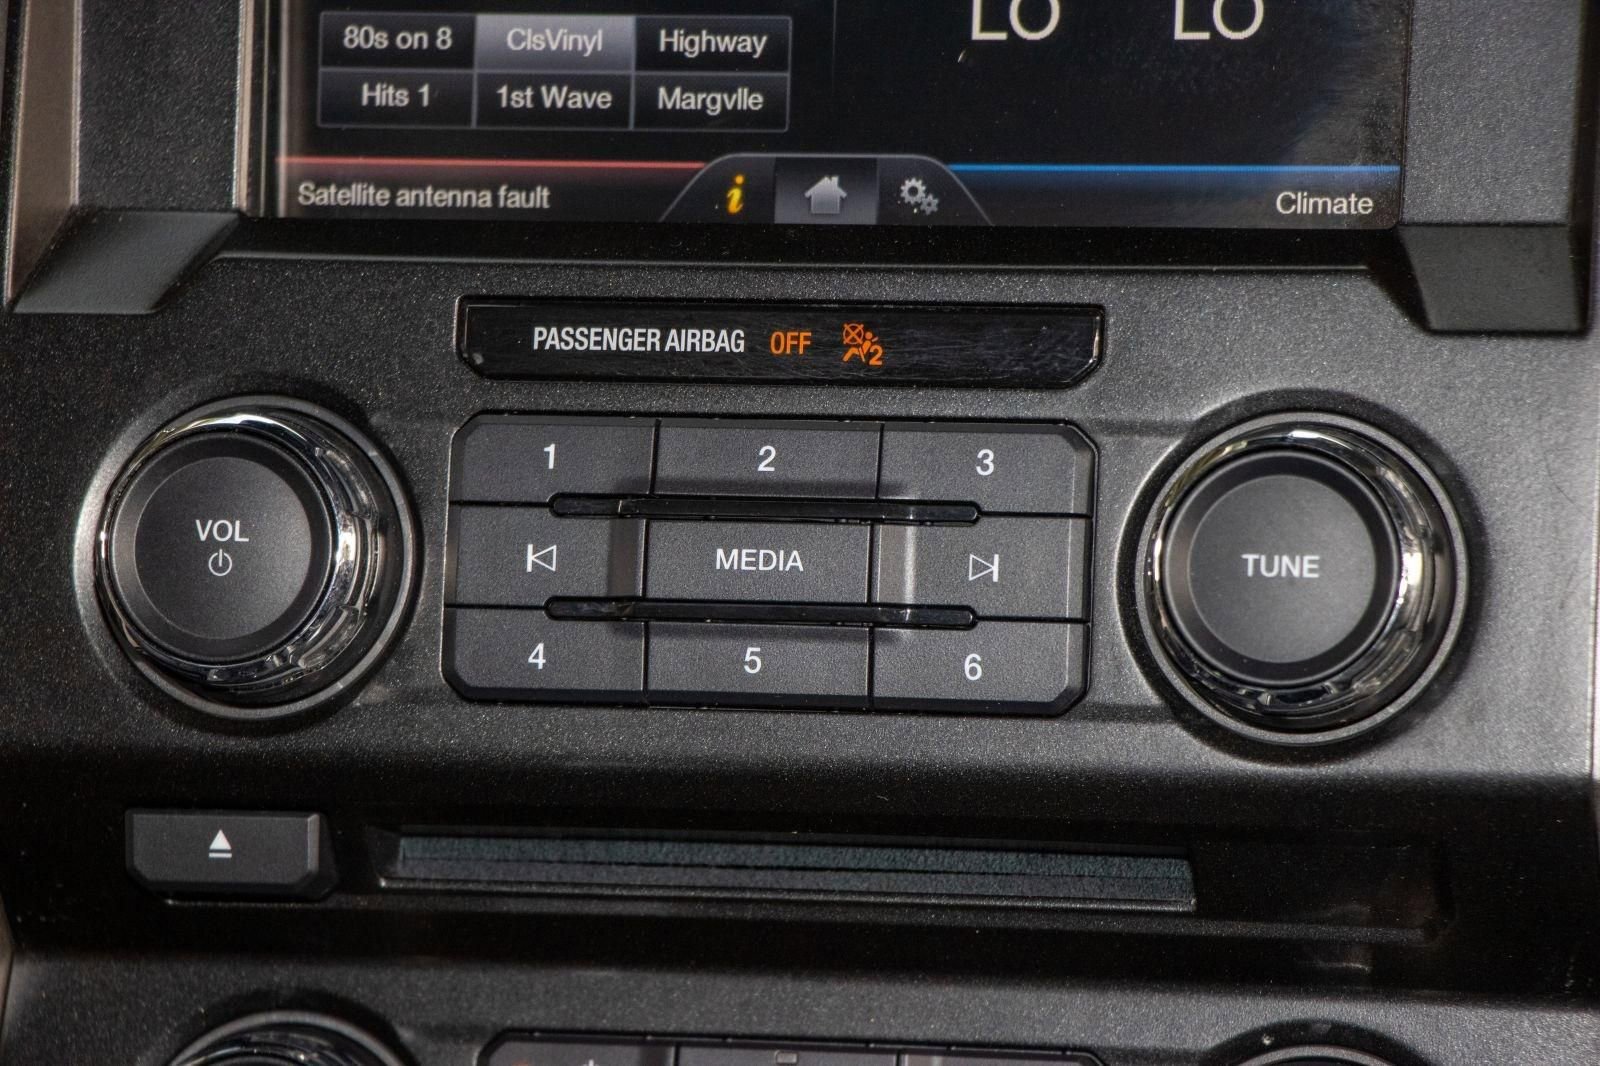 LO LO
80s on 8 ClsVinyl Highway
Hits 1 1st Wave Margvlle
Satellite antenna fault i Climate
PASSENGER AIRBAG OFF 2
1 2 3
VOL MEDIA TUNE
4 5 6